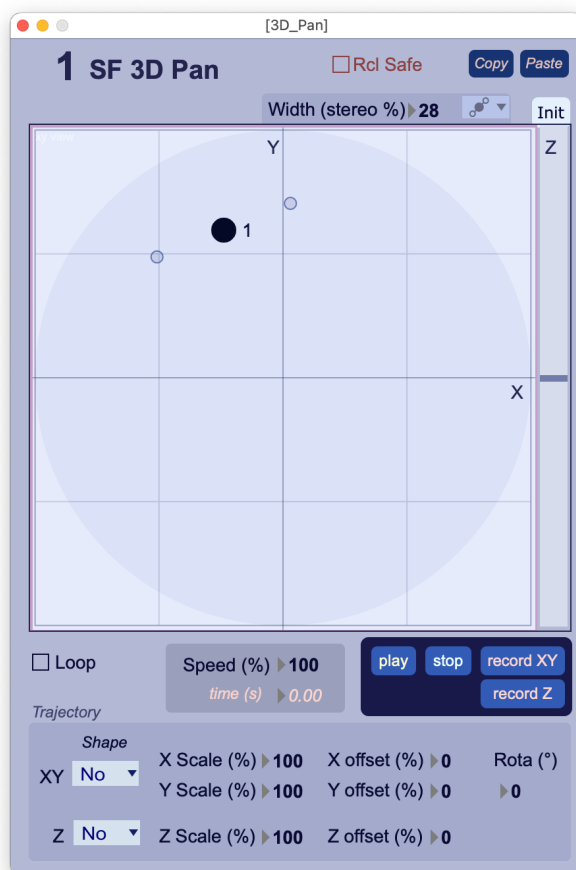 [3D_Pan]
1 SF 3D Pan Rcl Safe Copy Paste
Width (stereo %) 28
Init
Y Z
1
X
Loop Speed (%) 100 play stop record XY
time (s) 0.00 record Z
Trajectory
Shape
XY No X Scale (%) 100 X offset (%) 0 Rota (°)
Y Scale (%) 100 Y offset (%) 0 0
Z No Z Scale (%) 100 Z offset (%) 0